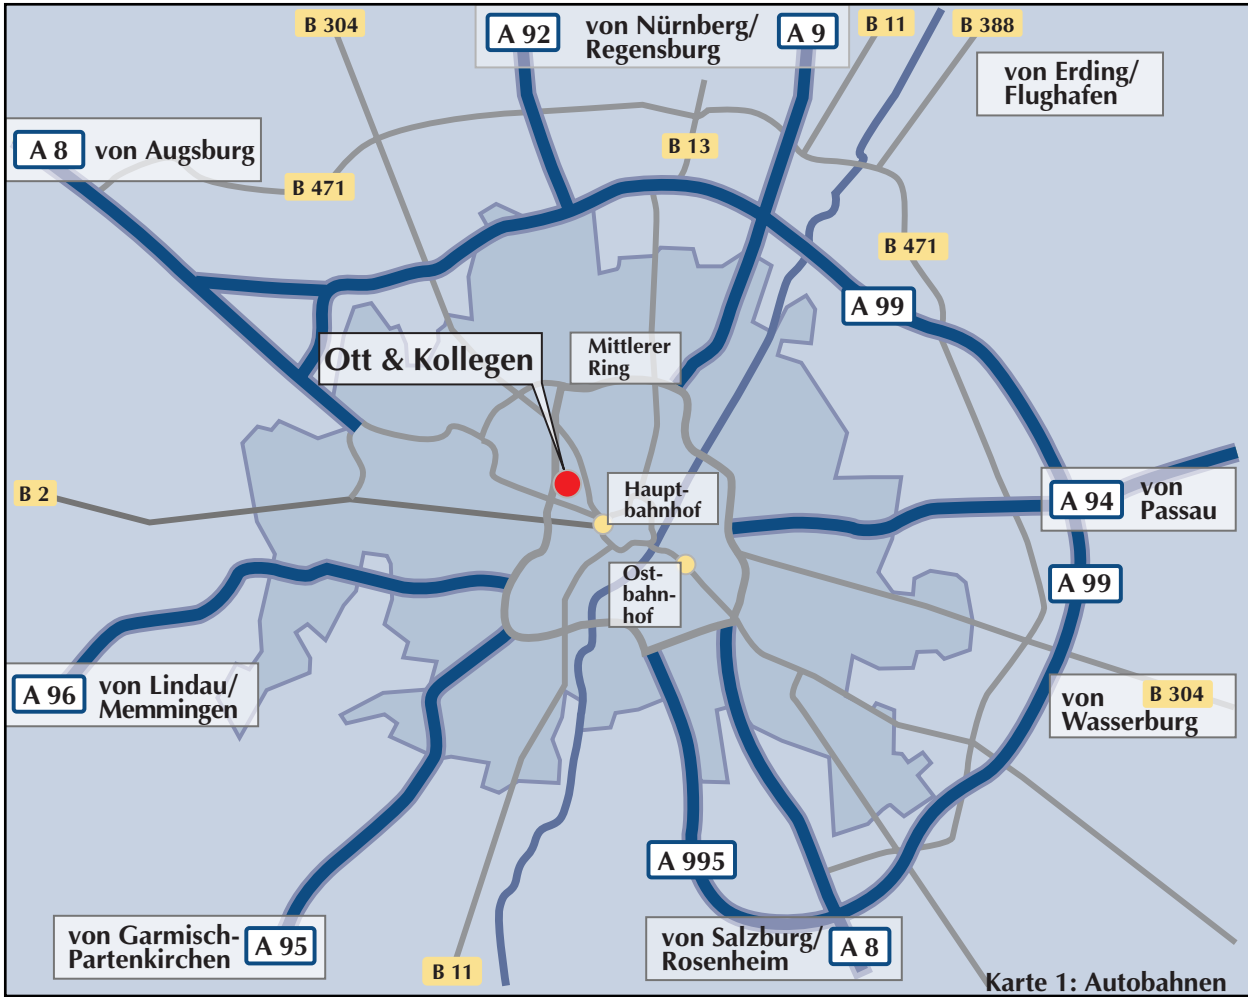 B 304
A 92
von Nürnberg/
Regensburg
A 9
B 11
B 388
von Erding/
Flughafen
A 8
von Augsburg
B 471
B 13
B 471
A 99
Ott & Kollegen
Mittlerer
Ring
B 2
Haupt-
bahnhof
A 94
von
Passau
Ost-
bahn-
hof
A 99
A 96
von Lindau/
Memmingen
von
Wasserburg
B 304
A 995
von Garmisch-
Partenkirchen
A 95
B 11
von Salzburg/
Rosenheim
A 8
Karte 1: Autobahnen